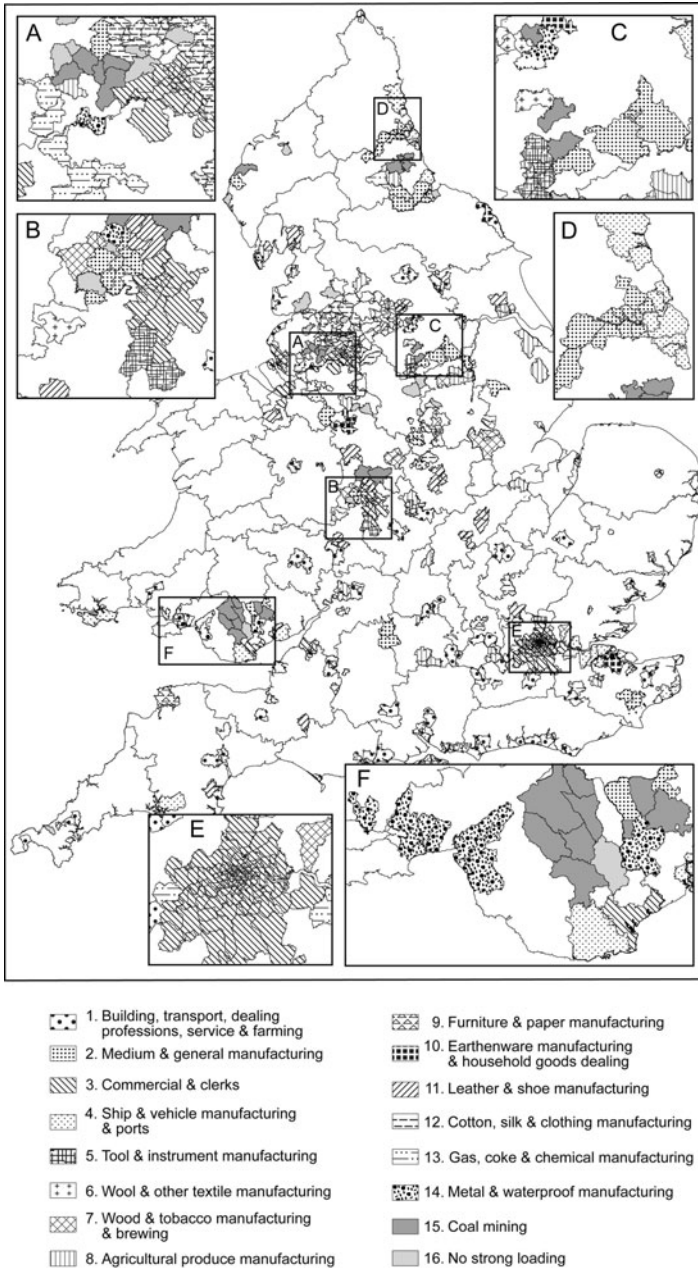 A
C
D
B
D
C
A
B
E
F
F
E
1. Building, transport, dealing
professions, service & farming
2. Medium & general manufacturing
3. Commercial & clerks
4. Ship & vehicle manufacturing
& ports
5. Tool & instrument manufacturing
6. Wool & other textile manufacturing
7. Wood & tobacco manufacturing
& brewing
8. Agricultural produce manufacturing
9. Furniture & paper manufacturing
10. Earthenware manufacturing
& household goods dealing
11. Leather & shoe manufacturing
12. Cotton, silk & clothing manufacturing
13. Gas, coke & chemical manufacturing
14. Metal & waterproof manufacturing
15. Coal mining
16. No strong loading